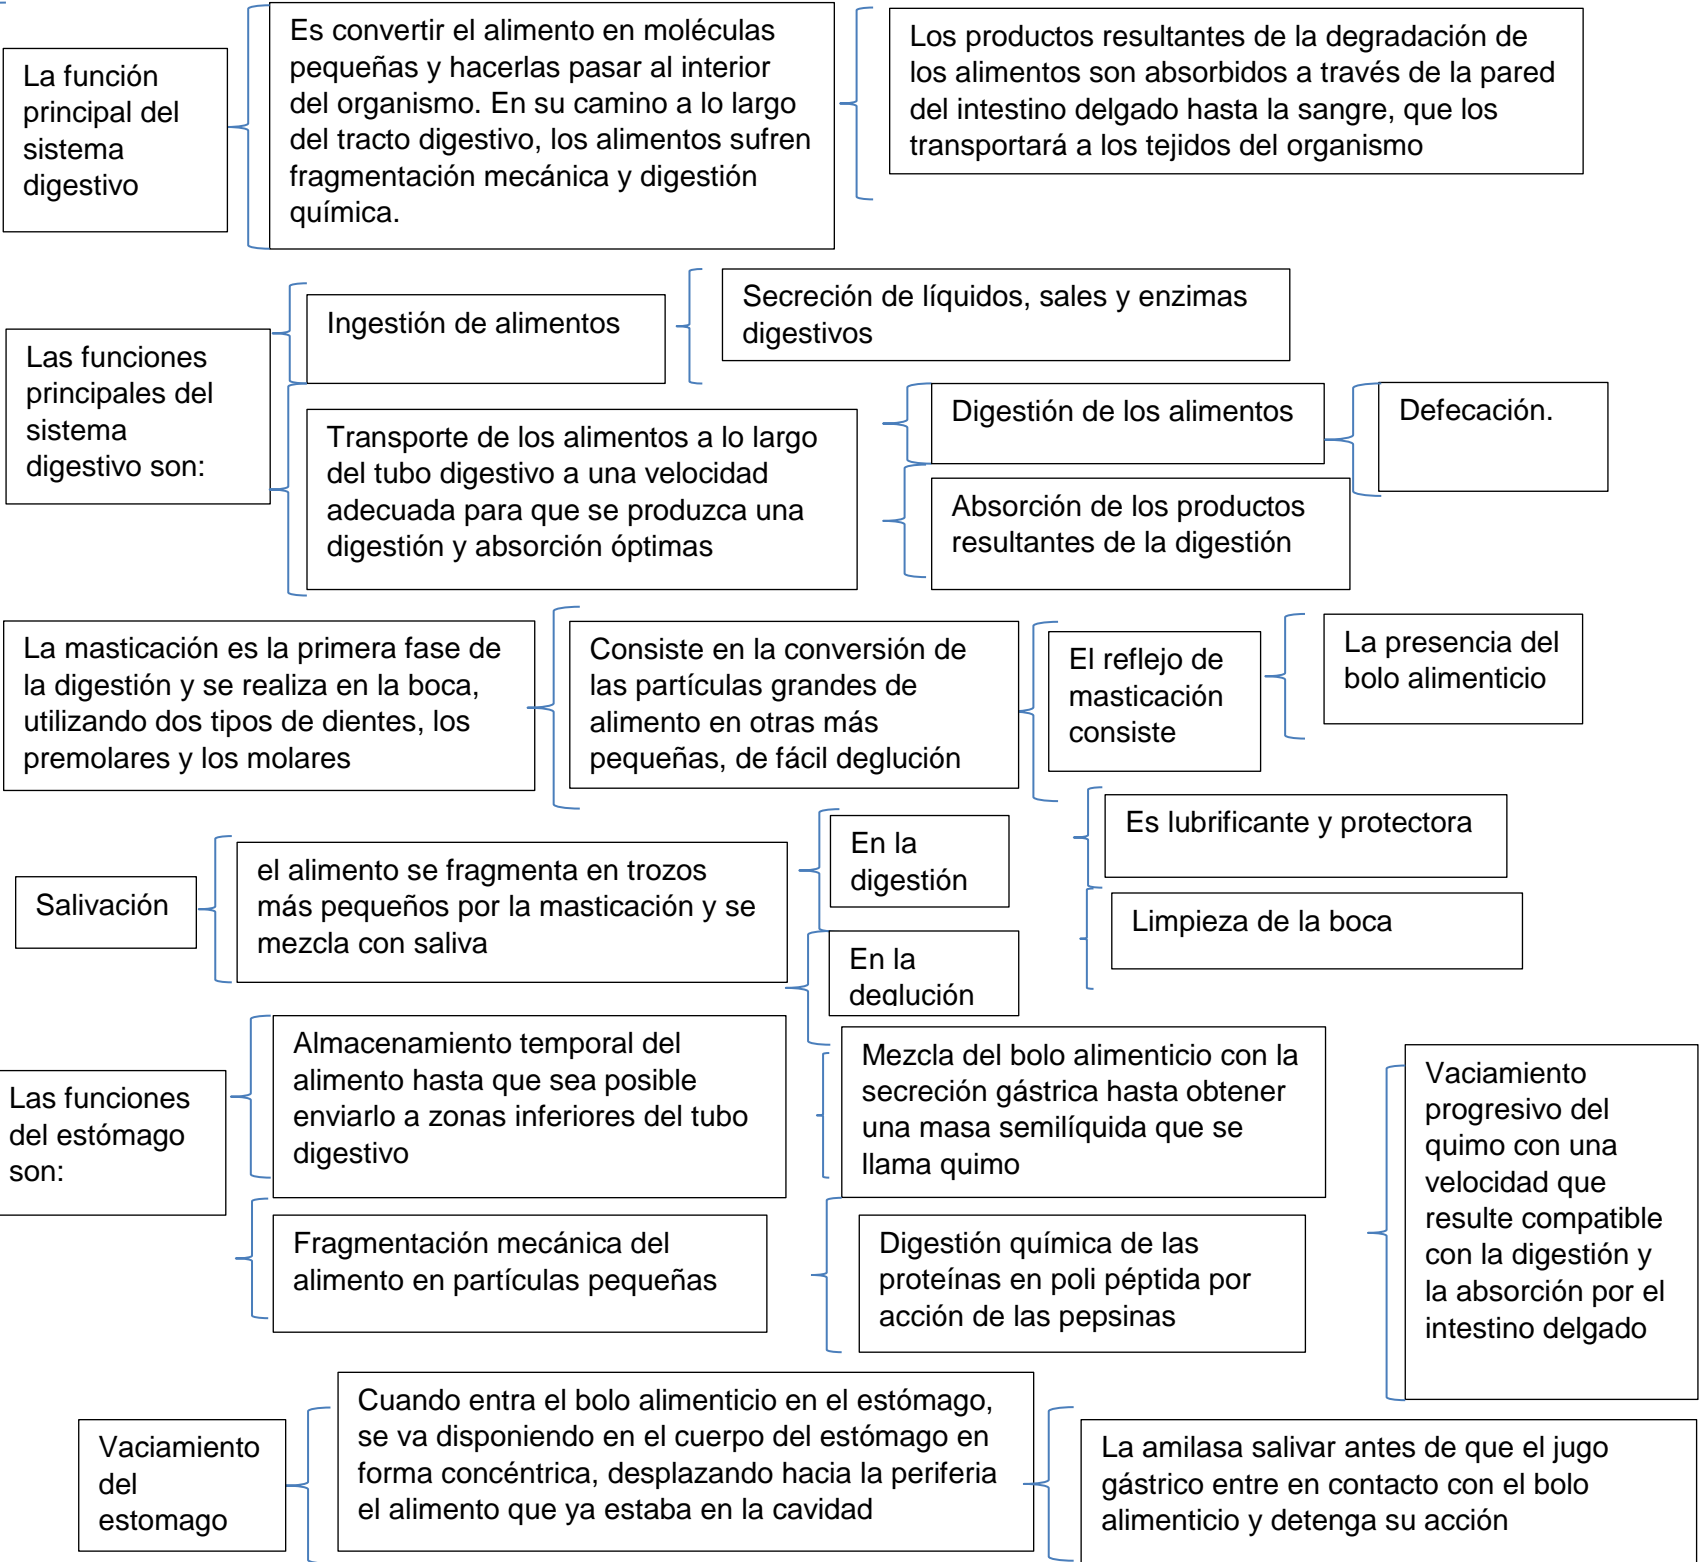 La función
principal del
sistema
digestivo
Es convertir el alimento en moléculas
pequeñas y hacerlas pasar al interior
del organismo. En su camino a lo largo
del tracto digestivo, los alimentos sufren
fragmentación mecánica y digestión
química.
Los productos resultantes de la degradación de
los alimentos son absorbidos a través de la pared
del intestino delgado hasta la sangre, que los
transportará a los tejidos del organismo
Las funciones
principales del
sistema
digestivo son:
Ingestión de alimentos
Secreción de líquidos, sales y enzimas
digestivos
Transporte de los alimentos a lo largo
del tubo digestivo a una velocidad
adecuada para que se produzca una
digestión y absorción óptimas
Digestión de los alimentos
Defecación.
Absorción de los productos
resultantes de la digestión
La masticación es la primera fase de
la digestión y se realiza en la boca,
utilizando dos tipos de dientes, los
premolares y los molares
Consiste en la conversión de
las partículas grandes de
alimento en otras más
pequeñas, de fácil deglución
El reflejo de
masticación
consiste
La presencia del
bolo alimenticio
Salivación
el alimento se fragmenta en trozos
más pequeños por la masticación y se
mezcla con saliva
En la
digestión
En la
deglución
Es lubrificante y protectora
Limpieza de la boca
Las funciones
del estómago
son:
Almacenamiento temporal del
alimento hasta que sea posible
enviarlo a zonas inferiores del tubo
digestivo
Mezcla del bolo alimenticio con la
secreción gástrica hasta obtener
una masa semilíquida que se
llama quimo
Fragmentación mecánica del
alimento en partículas pequeñas
Digestión química de las
proteínas en poli péptida por
acción de las pepsinas
Vaciamiento
progresivo del
quimo con una
velocidad que
resulte compatible
con la digestión y
la absorción por el
intestino delgado
Vaciamiento
del
estomago
Cuando entra el bolo alimenticio en el estómago,
se va disponiendo en el cuerpo del estómago en
forma concéntrica, desplazando hacia la periferia
el alimento que ya estaba en la cavidad
La amilasa salivar antes de que el jugo
gástrico entre en contacto con el bolo
alimenticio y detenga su acción